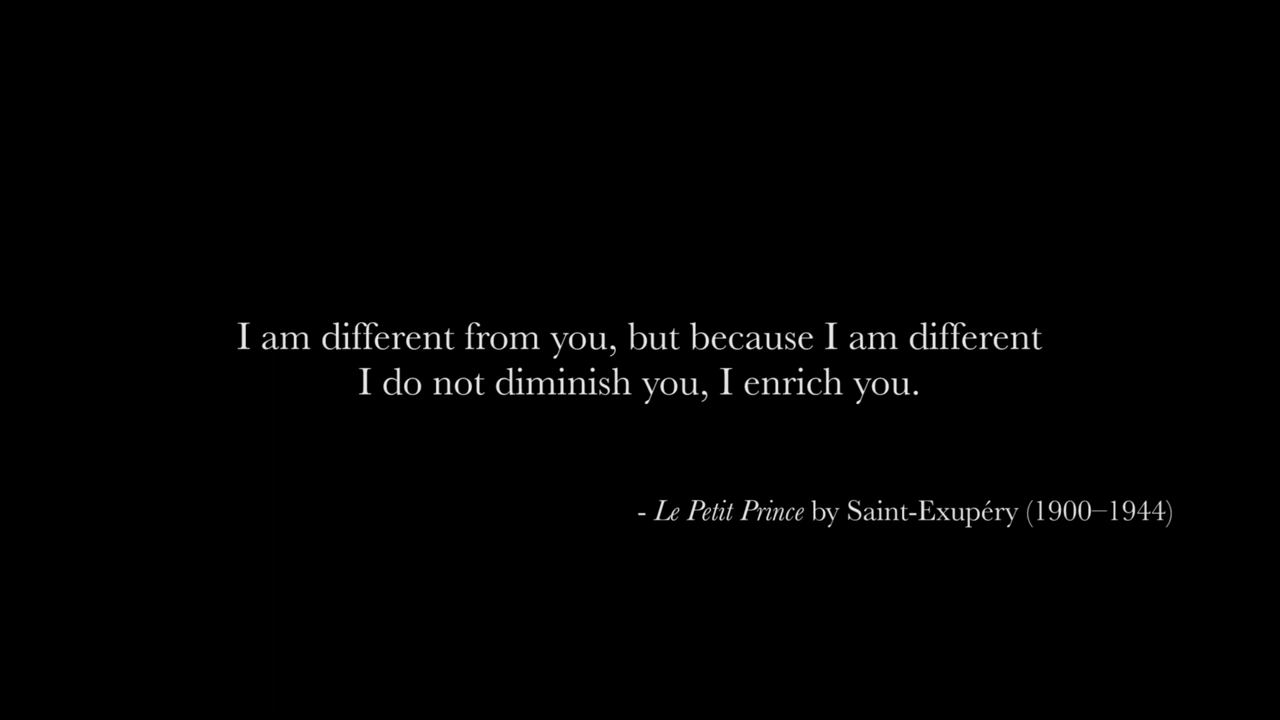 I am different from you, but because I am different
I do not diminish you, I enrich you.
- Le Petit Prince by Saint-Exupéry (1900–1944)